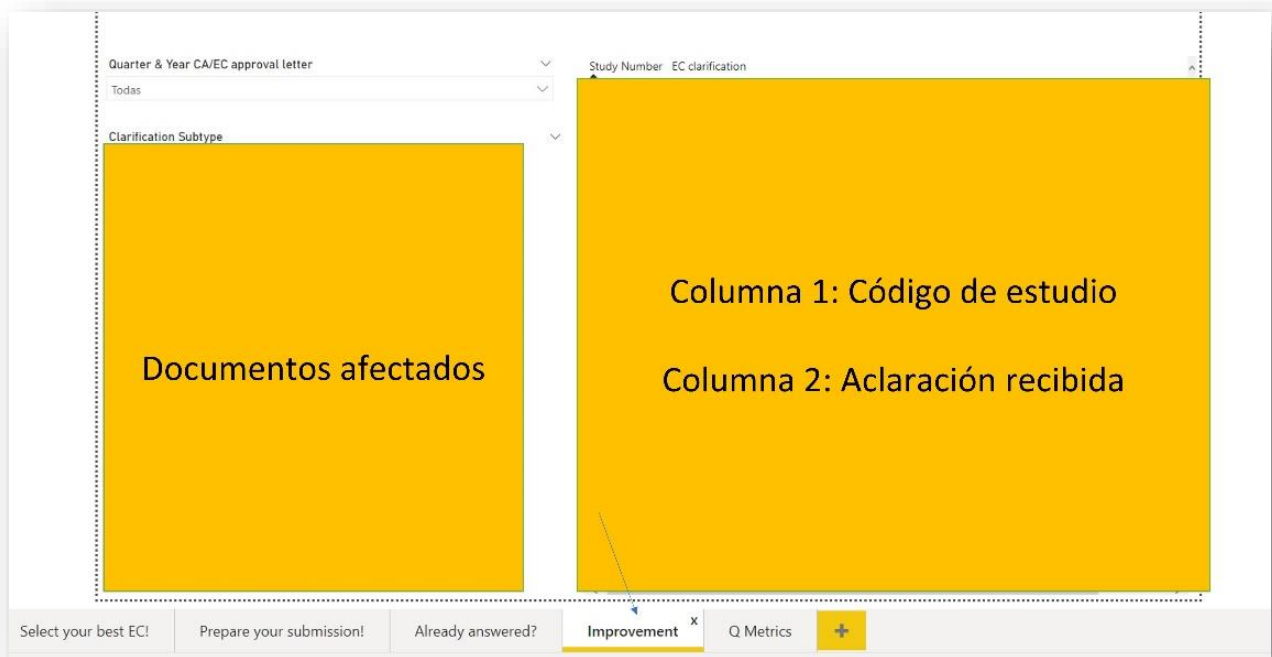 Quarter & Year CA/EC approval letter
Todas
Clarification Subtype
Documentos afectados
Study Number EC clarification
Columna 1: Código de estudio
Columna 2: Aclaración recibida
Select your best EC! Prepare your submission! Already answered? Improvement x Q Metrics +